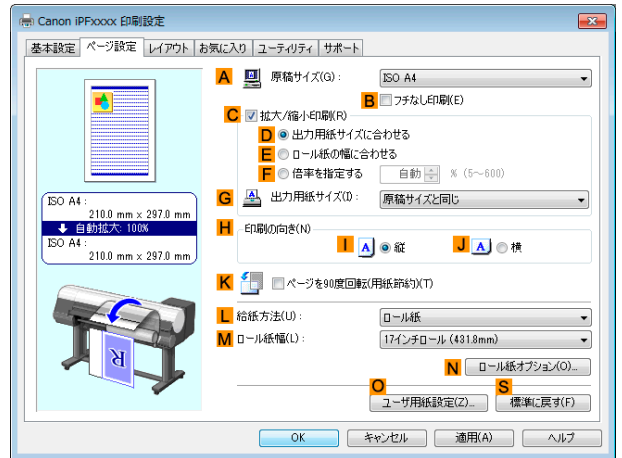 Canon iPFxxxx 印刷設定
基本設定 ページ設定 レイアウト お気に入り ユーティリティ サポート
A 原稿サイズ(G): ISO A4
B フチなし印刷(E)
C 拡大/縮小印刷(R)
D 出力用紙サイズに合わせる
E ロール紙の幅に合わせる
F 倍率を指定する 自動 % (5～600)
G 出力用紙サイズ(I): 原稿サイズと同じ
ISO A4 :
210.0 mm x 297.0 mm
自動拡大: 100%
ISO A4 :
210.0 mm x 297.0 mm
H 印刷の向き(N)
I A 縦 J A 横
K ページを90度回転(用紙節約)(T)
L 給紙方法(U): ロール紙
M ロール紙幅(L): 17インチロール (431.8mm)
R
N ロール紙オプション(O)...
O S
ユーザ用紙設定(Z)... 標準に戻す(F)
OK キャンセル 適用(A) ヘルプ